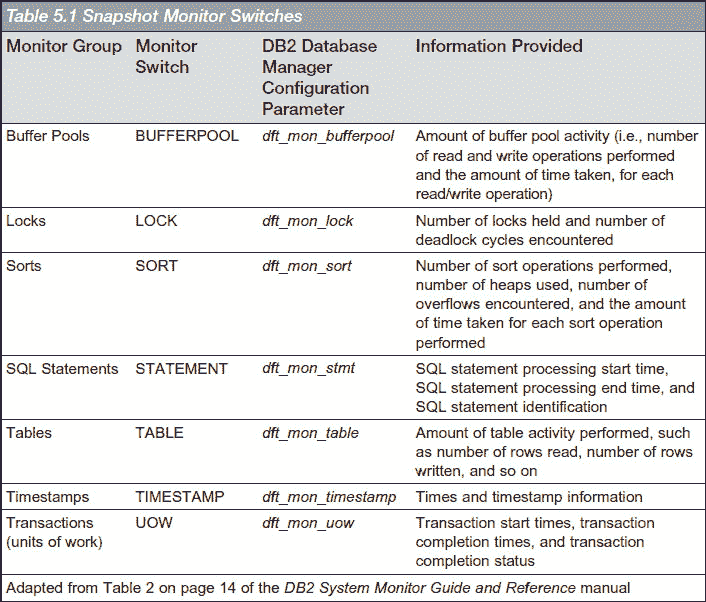 Table 5.1 Snapshot Monitor Switches
Monitor Group Monitor Switch DB2 Database Manager Configuration Parameter Information Provided
Buffer Pools BUFFERPOOL dft_mon_bufferpool Amount of buffer pool activity (i.e., number
of read and write operations performed
and the amount of time taken, for each
read/write operation)
Locks LOCK dft_mon_lock Number of locks held and number of
deadlock cycles encountered
Sorts SORT dft_mon_sort Number of sort operations performed,
number of heaps used, number of
overflows encountered, and the amount
of time taken for each sort operation
performed
SQL Statements STATEMENT dft_mon_stmt SQL statement processing start time,
SQL statement processing end time, and
SQL statement identification
Tables TABLE dft_mon_table Amount of table activity performed, such
as number of rows read, number of rows
written, and so on
Timestamps TIMESTAMP dft_mon_timestamp Times and timestamp information
Transactions UOW dft_mon_uow Transaction start times, transaction
(units of work) completion times, and transaction
completion status
Adapted from Table 2 on page 14 of the DB2 System Monitor Guide and Reference manual